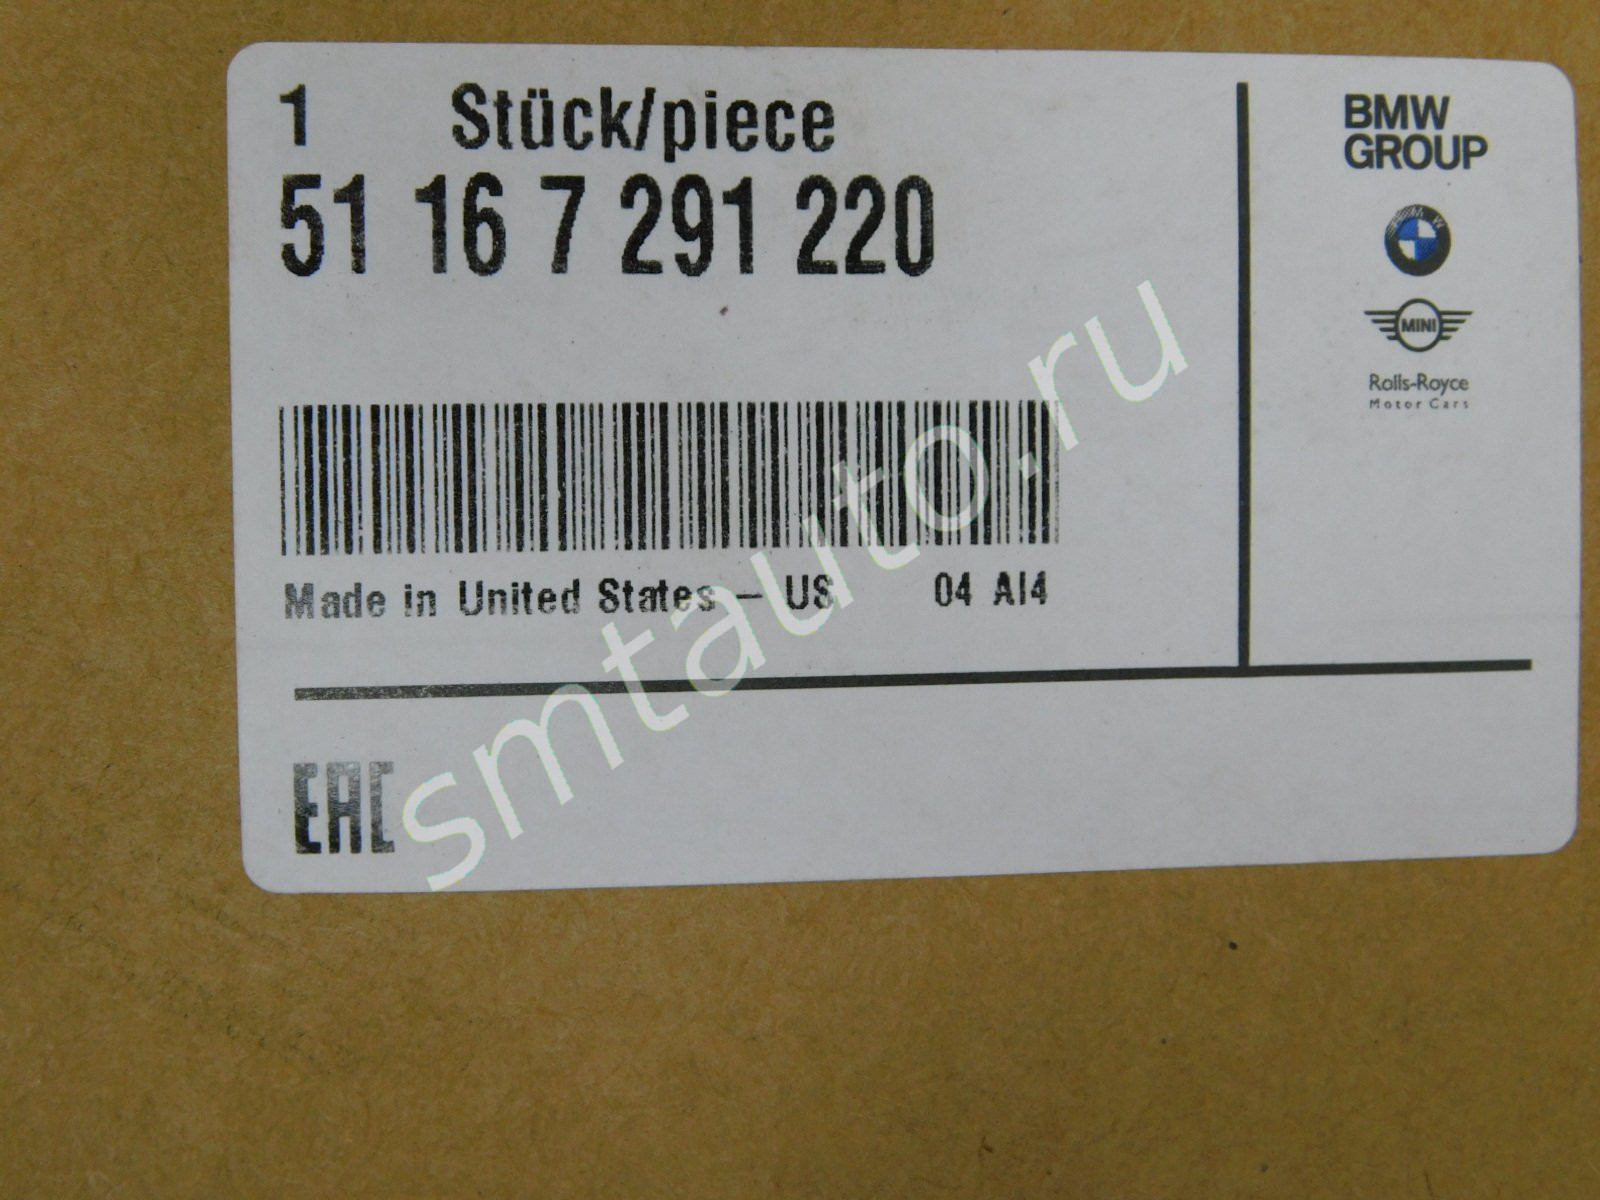 1 Stück/piece
51 16 7 291 220
Made in United States – US 04 AI4
EAC
BMW
GROUP
BMW
MINI
Rolls-Royce
Motor Cars
smtauto.ru